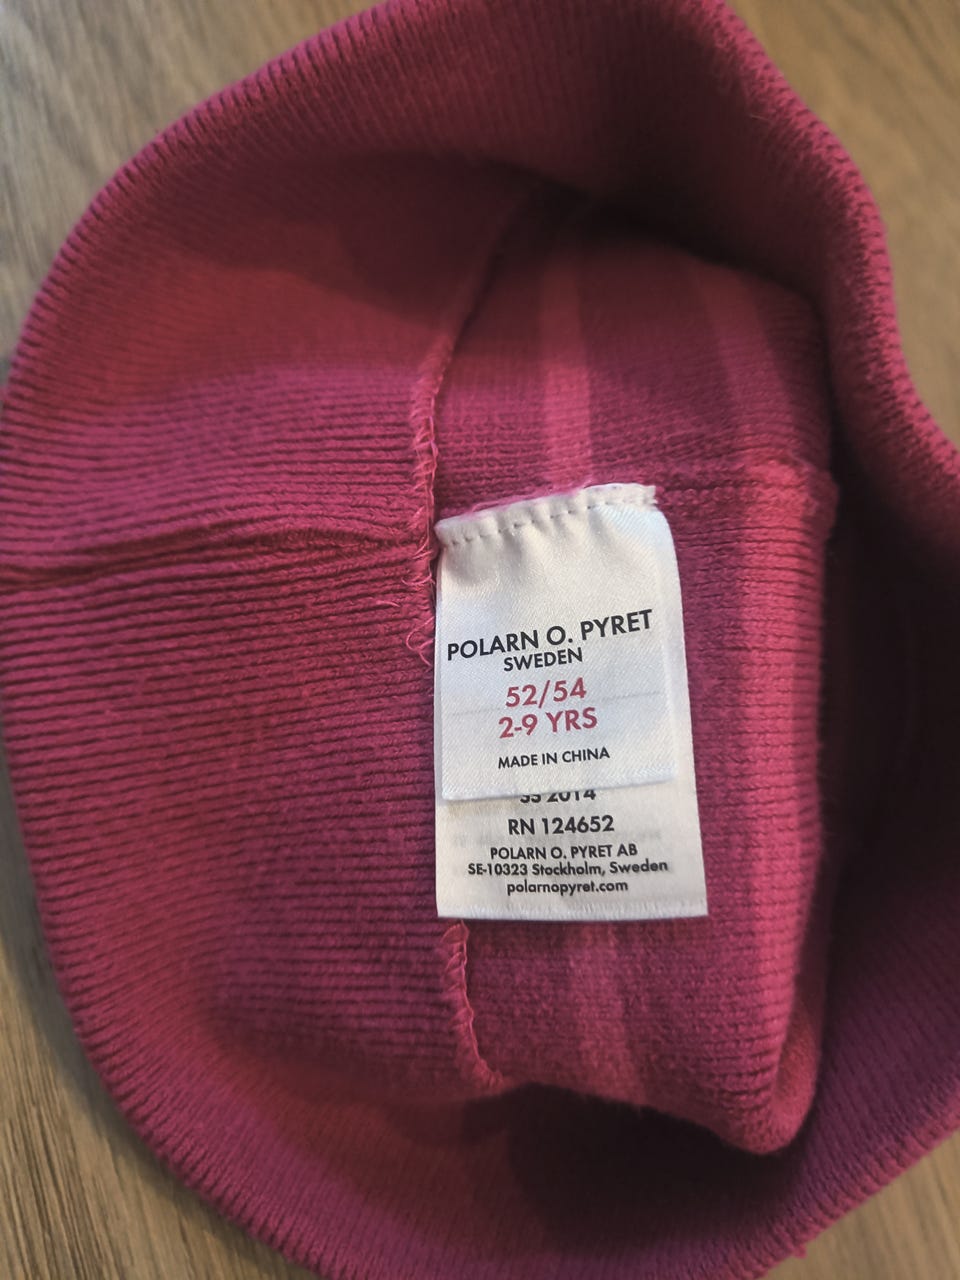 POLARN O. PYRET
SWEDEN
52/54
2-9 YRS
MADE IN CHINA
SS 2014
RN 124652
POLARN O. PYRET AB
SE-10323 Stockholm, Sweden
polarnopyret.com